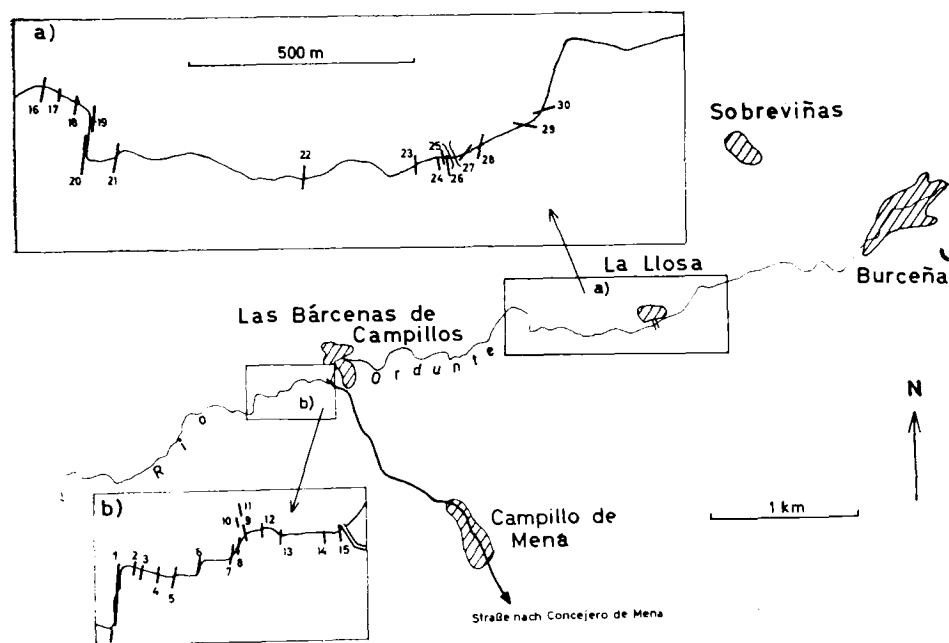 a)
500 m
16
17
18
19
20
21
22
23
24
25
26
27
28
29
30
Sobreviñas
Burceña
La Llosa
a)
Las Bárcenas de
Campillos
Río Ordunte
b)
N
1 km
b)
1
2
3
4
5
6
7
8
9
10
11
12
13
14
15
Campillo de
Mena
Straße nach Concejero de Mena